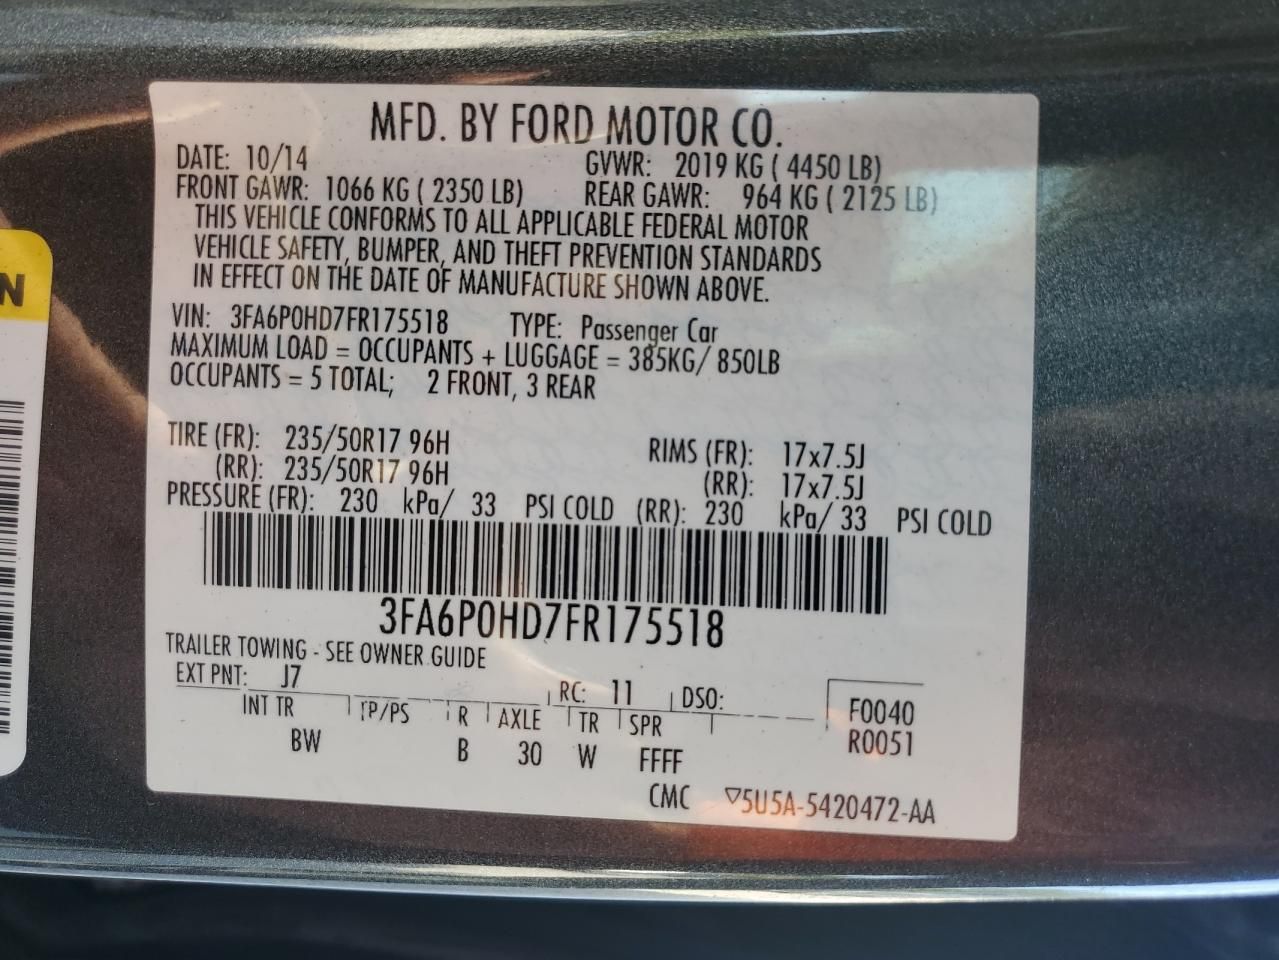 MFD. BY FORD MOTOR CO.
DATE: 10/14 GVWR: 2019 KG ( 4450 LB)
FRONT GAWR: 1066 KG ( 2350 LB) REAR GAWR: 964 KG ( 2125 LB)
THIS VEHICLE CONFORMS TO ALL APPLICABLE FEDERAL MOTOR
VEHICLE SAFETY, BUMPER, AND THEFT PREVENTION STANDARDS
IN EFFECT ON THE DATE OF MANUFACTURE SHOWN ABOVE.
VIN: 3FA6P0HD7FR175518 TYPE: Passenger Car
MAXIMUM LOAD = OCCUPANTS + LUGGAGE = 385KG/ 850LB
OCCUPANTS = 5 TOTAL; 2 FRONT, 3 REAR
TIRE (FR): 235/50R17 96H RIMS (FR): 17x7.5J
(RR): 235/50R17 96H (RR): 17x7.5J
PRESSURE (FR): 230 kPa/ 33 PSI COLD (RR): 230 kPa/ 33 PSI COLD
3FA6P0HD7FR175518
TRAILER TOWING - SEE OWNER GUIDE
EXT PNT: J7 RC: 11 DSO: F0040
INT TR TP/PS R AXLE TR SPR R0051
BW B 30 W FFFF
CMC ▽5U5A-5420472-AA
N